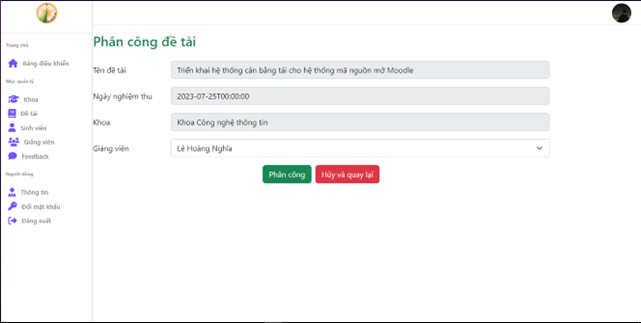 Trang chủ
Bảng điều khiển
Mục quản lý
Khoa
Đề tài
Sinh viên
Giảng viên
Feedback
Người dùng
Thông tin
Đổi mật khẩu
Đăng xuất
Phân công đề tài
Tên đề tài
Triển khai hệ thống cân bằng tải cho hệ thống mã nguồn mở Moodle
Ngày nghiệm thu
2023-07-25T00:00:00
Khoa
Khoa Công nghệ thông tin
Giảng viên
Lê Hoàng Nghĩa
Phân công
Hủy và quay lại